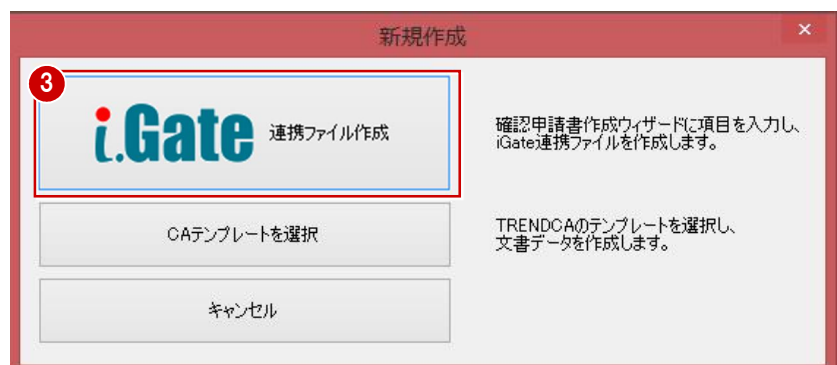 新規作成
×
3
i.Gate 連携ファイル作成
確認申請書作成ウィザードに項目を入力し、
iGate連携ファイルを作成します。
CAテンプレートを選択
TRENDCAのテンプレートを選択し、
文書データを作成します。
キャンセル